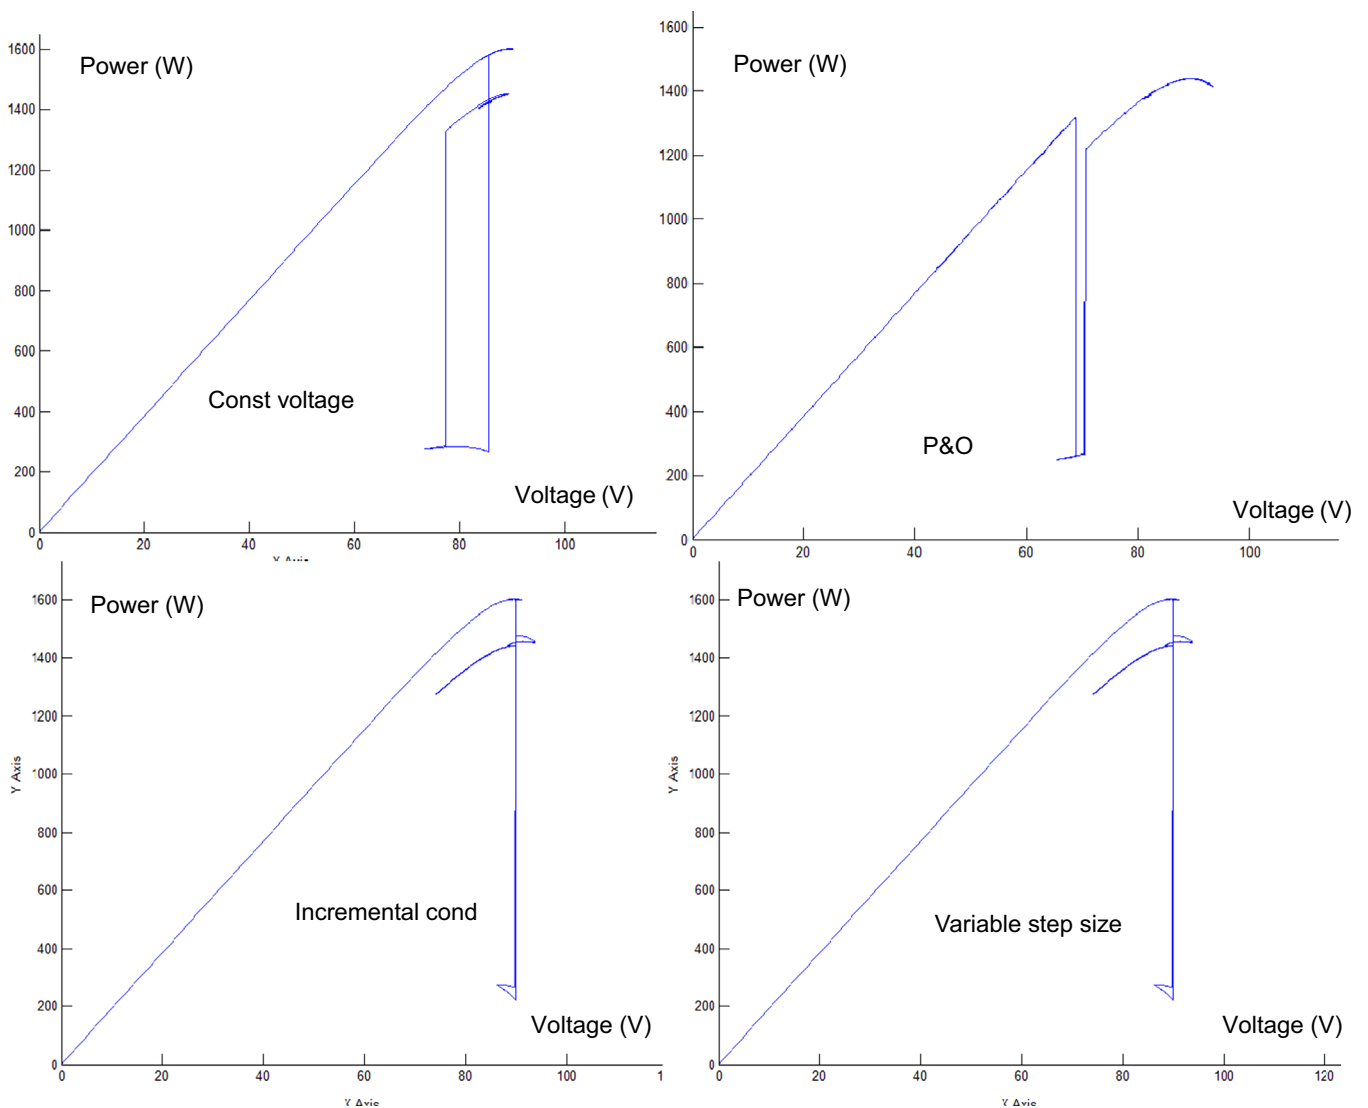 1600
Power (W)
1400
1200
1000
800
600
Const voltage
400
200
Voltage (V)
0
0 20 40 60 80 100
X Axis
1600
Power (W)
1400
1200
1000
800
600
400
P&O
200
Voltage (V)
0
0 20 40 60 80 100
1600
Power (W)
1400
1200
1000
Y Axis
800
600
Incremental cond
400
200
Voltage (V)
0
0 20 40 60 80 100 1
X Axis
1600
Power (W)
1400
1200
1000
Y Axis
800
600
Variable step size
400
200
Voltage (V)
0
0 20 40 60 80 100 120
X Axis